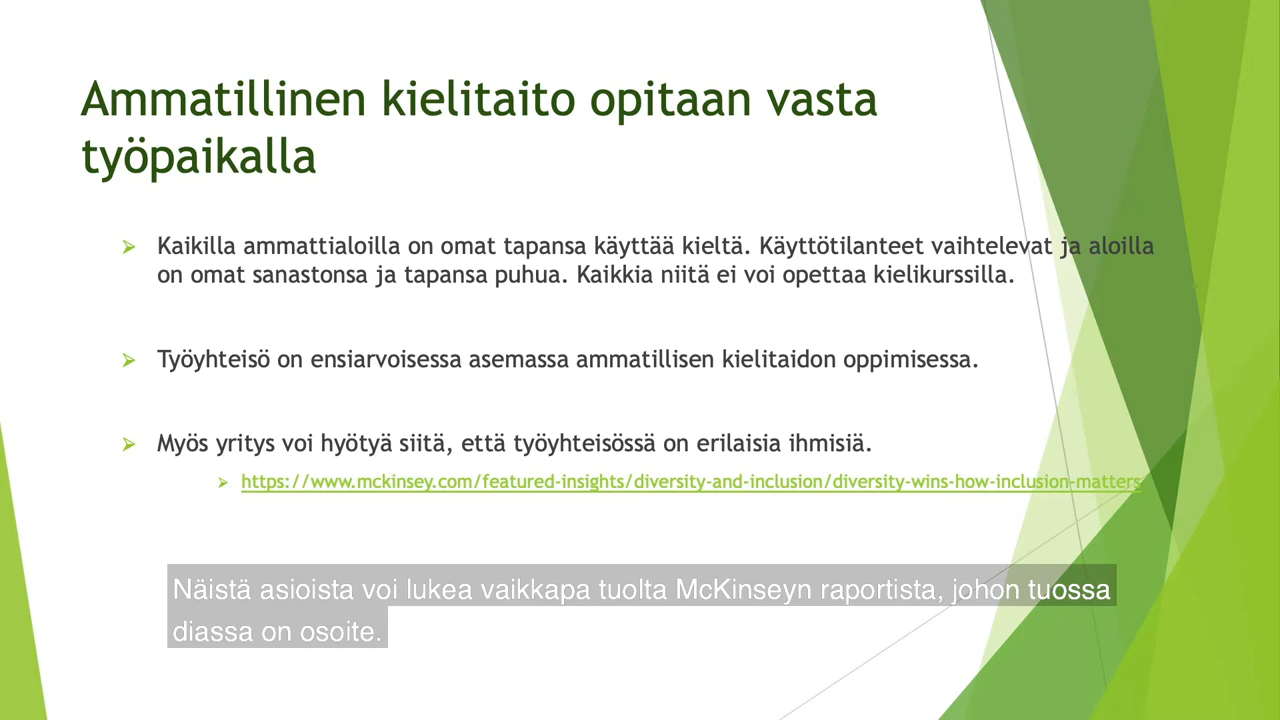 Ammatillinen kielitaito opitaan vasta
työpaikalla
Kaikilla ammattialoilla on omat tapansa käyttää kieltä. Käyttötilanteet vaihtelevat ja aloilla
on omat sanastonsa ja tapansa puhua. Kaikkia niitä ei voi opettaa kielikurssilla.
Työyhteisö on ensiarvoisessa asemassa ammatillisen kielitaidon oppimisessa.
Myös yritys voi hyötyä siitä, että työyhteisössä on erilaisia ihmisiä.
https://www.mckinsey.com/featured-insights/diversity-and-inclusion/diversity-wins-how-inclusion-matters
Näistä asioista voi lukea vaikkapa tuolta McKinseyn raportista, johon tuossa
diassa on osoite.